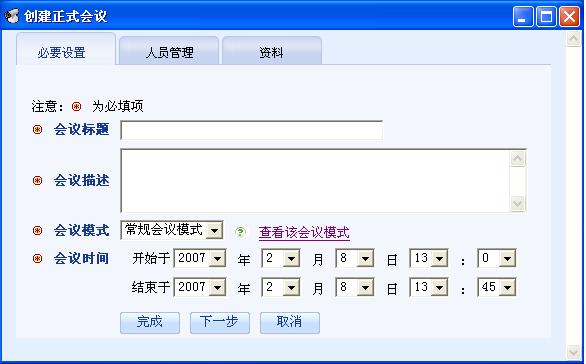 创建正式会议
必要设置 人员管理 资料
注意： 为必填项
会议标题
会议描述
会议模式 常规会议模式 ? 查看该会议模式
会议时间 开始于 2007 年 2 月 8 日 13 : 0
结束于 2007 年 2 月 8 日 13 : 45
完成 下一步 取消